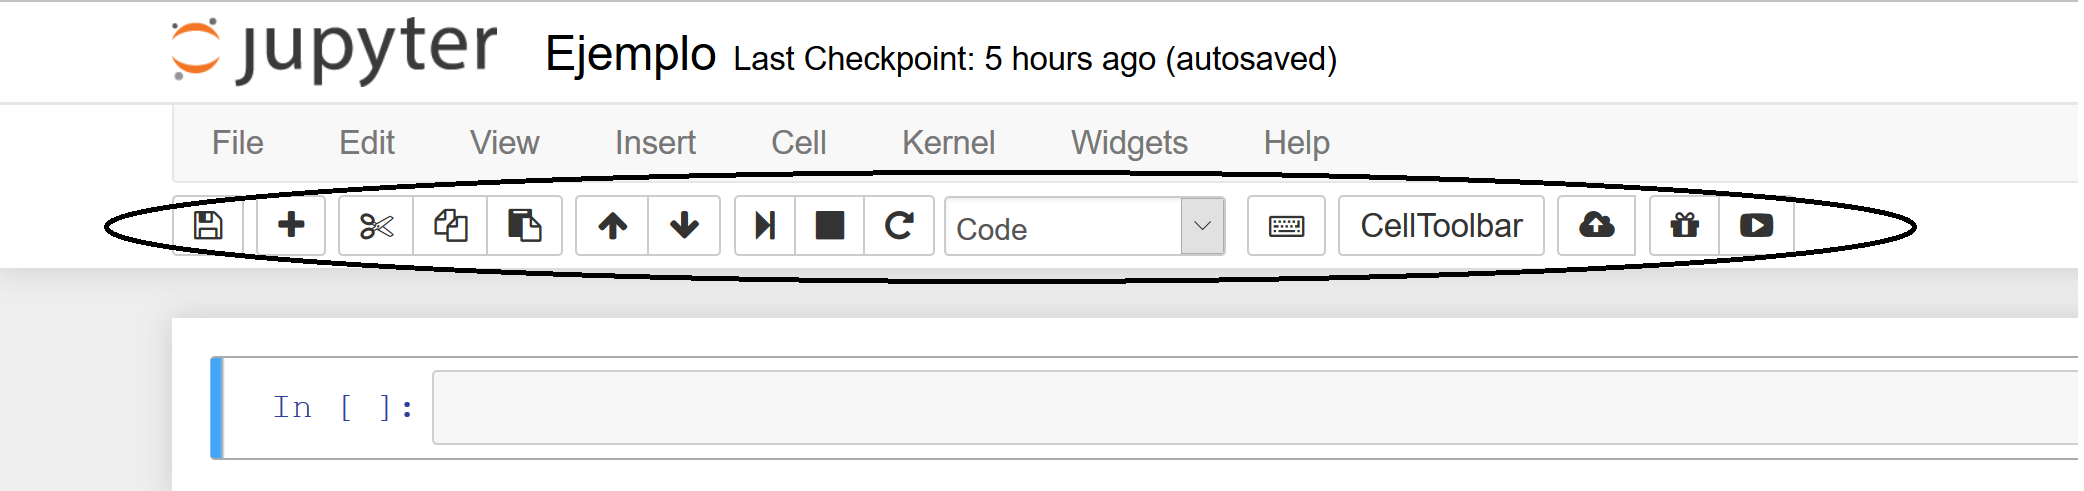 jupyter Ejemplo Last Checkpoint: 5 hours ago (autosaved)
File Edit View Insert Cell Kernel Widgets Help
Code CellToolbar
In [ ]: